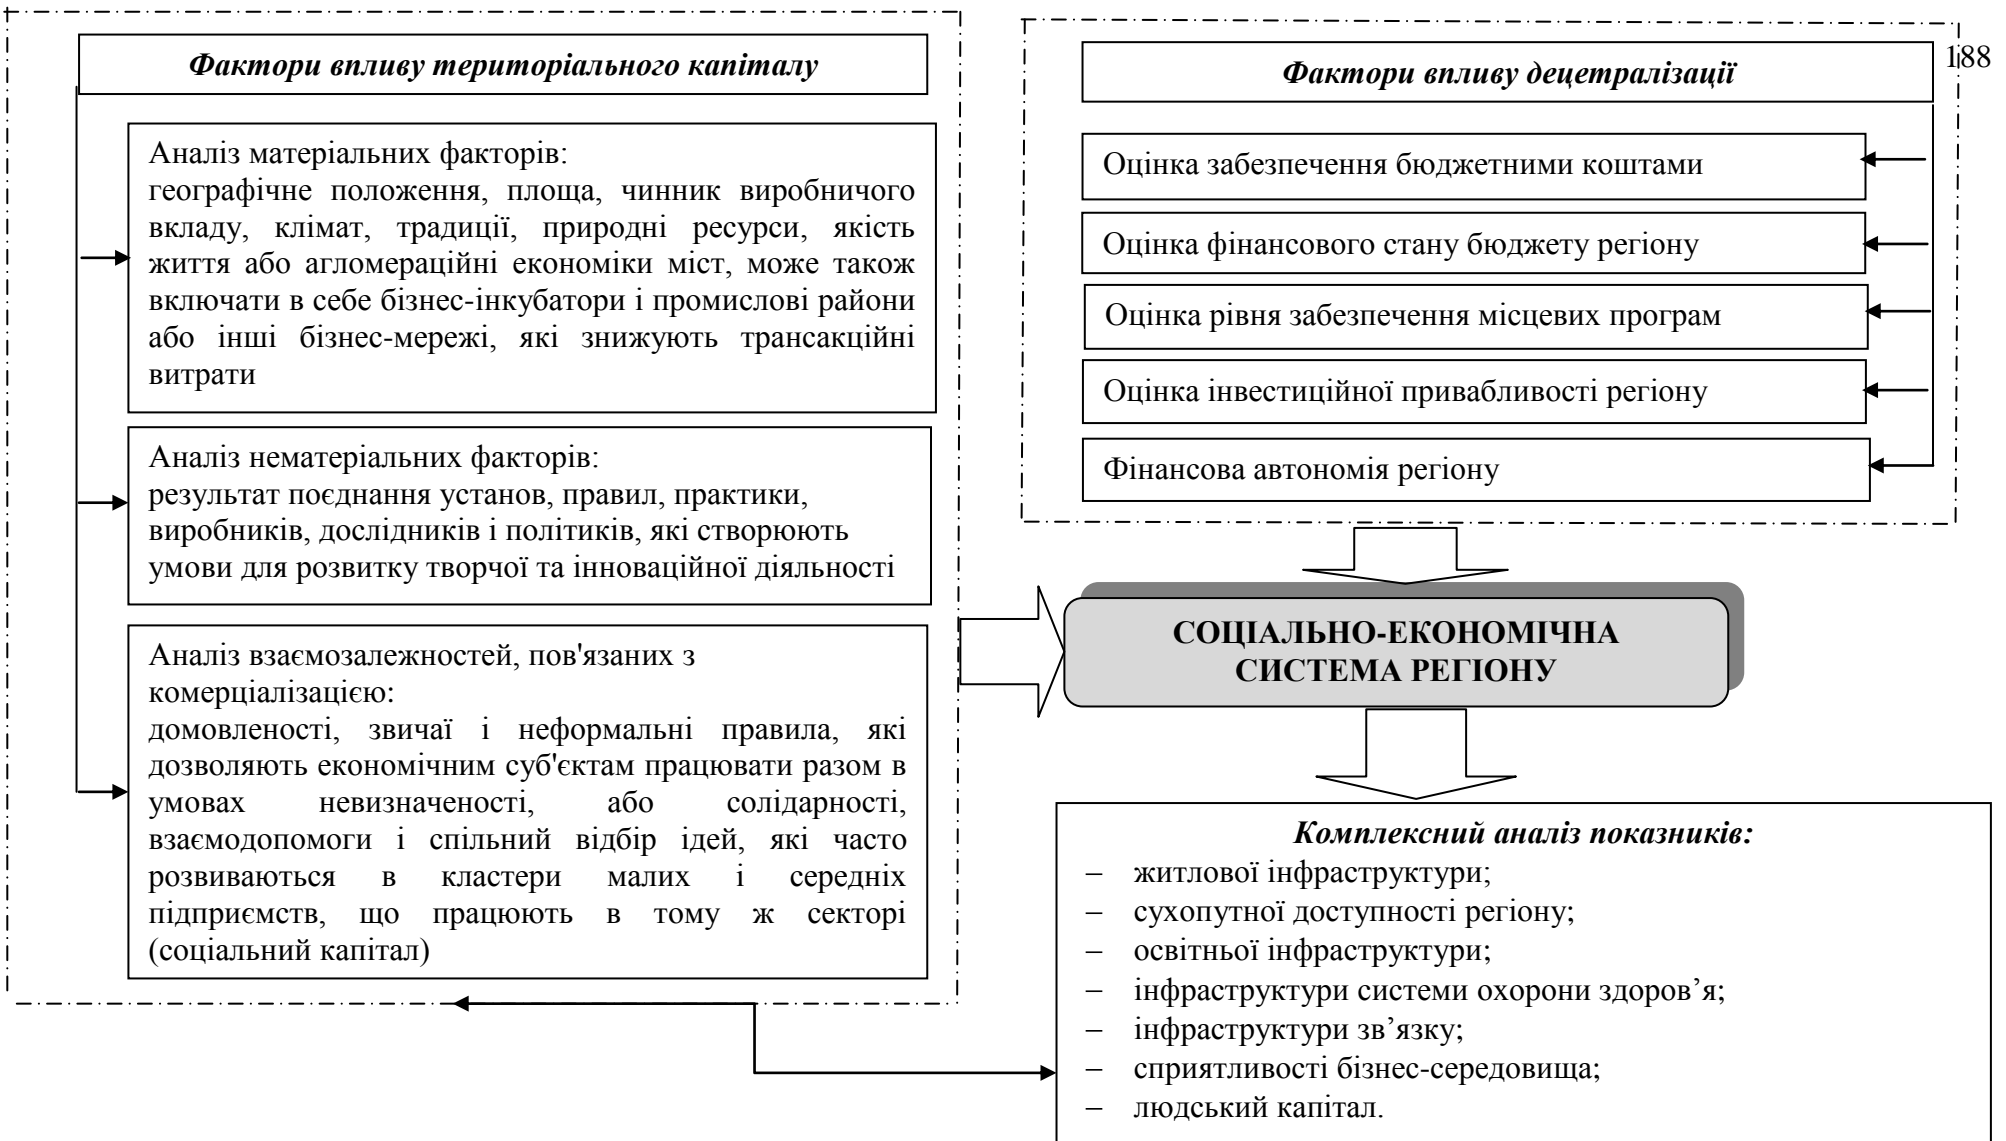 188
Фактори впливу територіального капіталу
Аналіз матеріальних факторів:
географічне положення, площа, чинник виробничого
вкладу, клімат, традиції, природні ресурси, якість
життя або агломераційні економіки міст, може також
включати в себе бізнес-інкубатори і промислові райони
або інші бізнес-мережі, які знижують трансакційні
витрати
Аналіз нематеріальних факторів:
результат поєднання установ, правил, практики,
виробників, дослідників і політиків, які створюють
умови для розвитку творчої та інноваційної діяльності
Аналіз взаємозалежностей, пов'язаних з
комерціалізацією:
домовленості, звичаї і неформальні правила, які
дозволяють економічним суб'єктам працювати разом в
умовах невизначеності, або солідарності,
взаємодопомоги і спільний відбір ідей, які часто
розвиваються в кластери малих і середніх
підприємств, що працюють в тому ж секторі
(соціальний капітал)
Фактори впливу децетралізації
Оцінка забезпечення бюджетними коштами
Оцінка фінансового стану бюджету регіону
Оцінка рівня забезпечення місцевих програм
Оцінка інвестиційної привабливості регіону
Фінансова автономія регіону
СОЦІАЛЬНО-ЕКОНОМІЧНА
СИСТЕМА РЕГІОНУ
Комплексний аналіз показників:
– житлової інфраструктури;
– сухопутної доступності регіону;
– освітньої інфраструктури;
– інфраструктури системи охорони здоров’я;
– інфраструктури зв’язку;
– сприятливості бізнес-середовища;
– людський капітал.